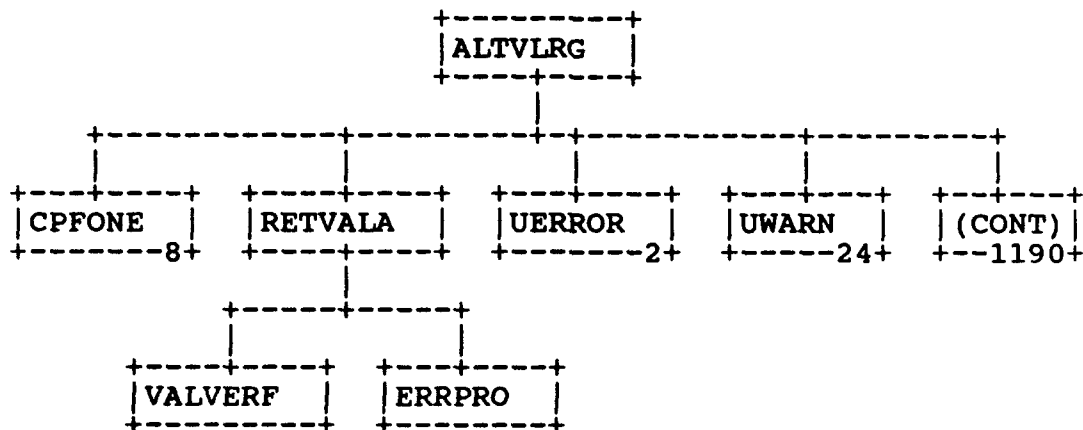 ALTVLRG
CPFONE RETVALA UERROR UWARN (CONT)
8 2 24 1190
VALVERF ERRPRO